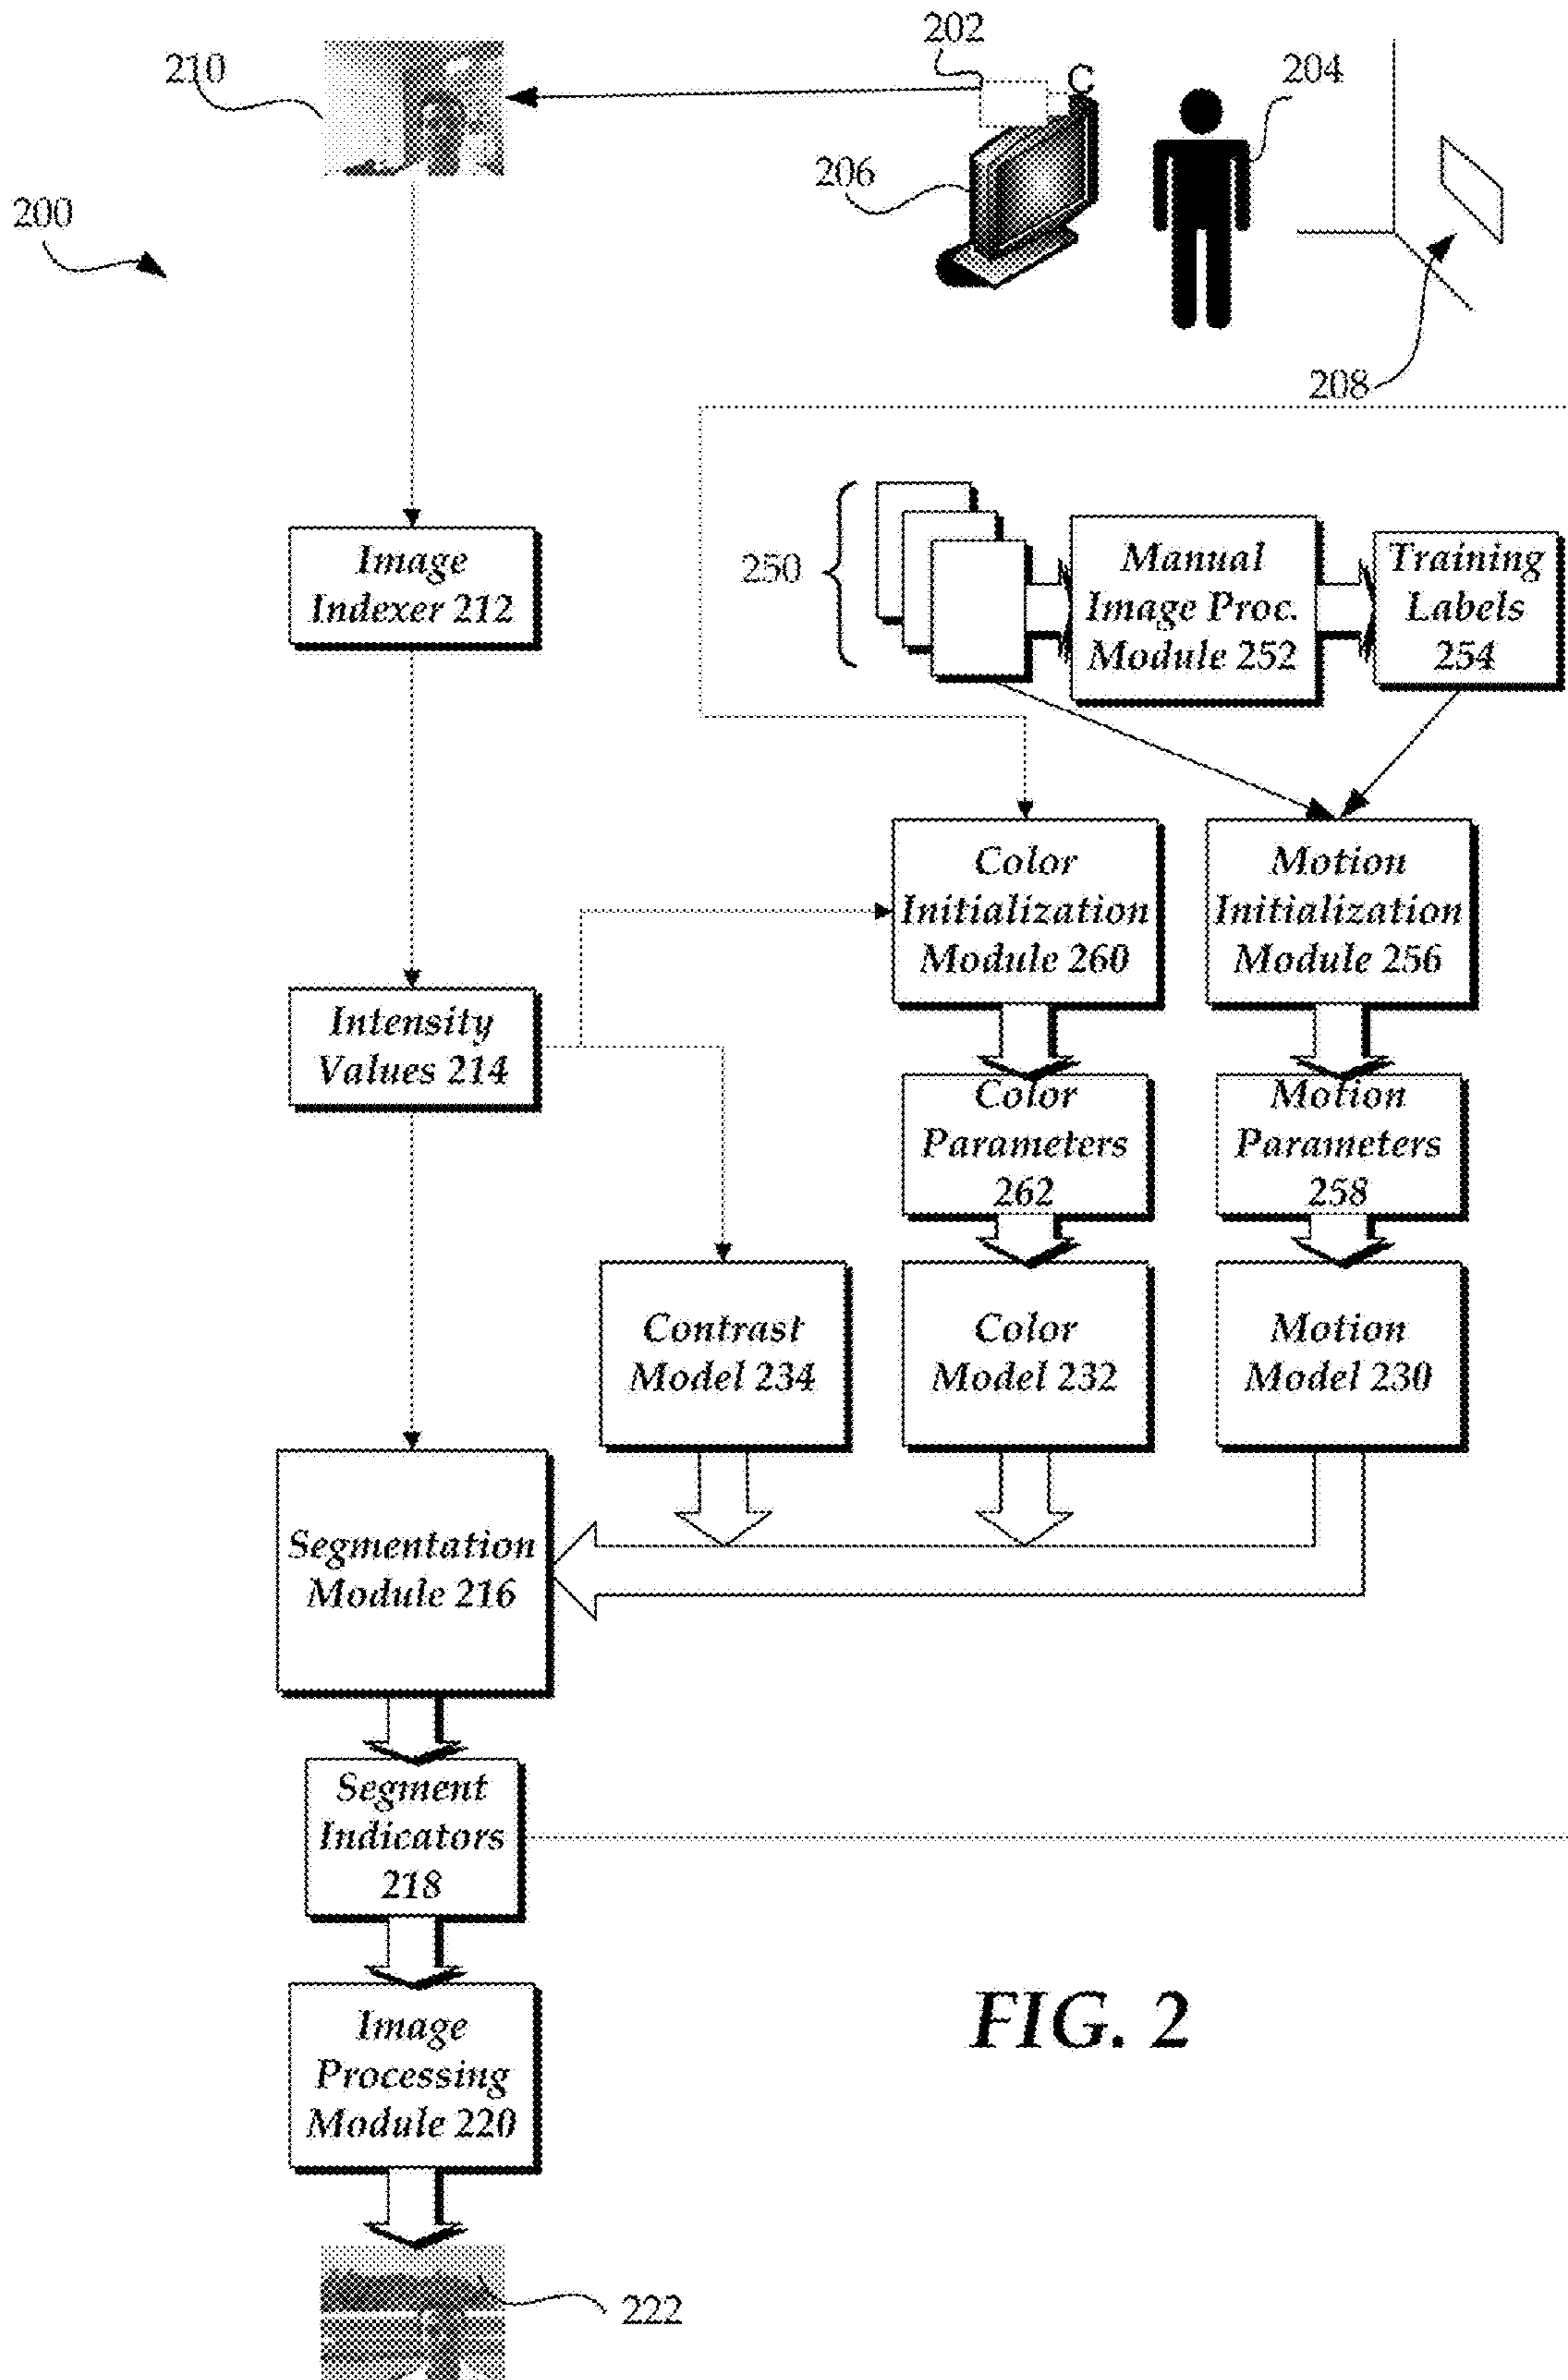 202
C
210
204
206
200
208
250
Manual
Image Proc.
Module 252
Training
Labels
254
Image
Indexer 212
Color
Initialization
Module 260
Motion
Initialization
Module 256
Intensity
Values 214
Color
Parameters
262
Motion
Parameters
258
Contrast
Model 234
Color
Model 232
Motion
Model 230
Segmentation
Module 216
Segment
Indicators
218
Image
Processing
Module 220
FIG. 2
222